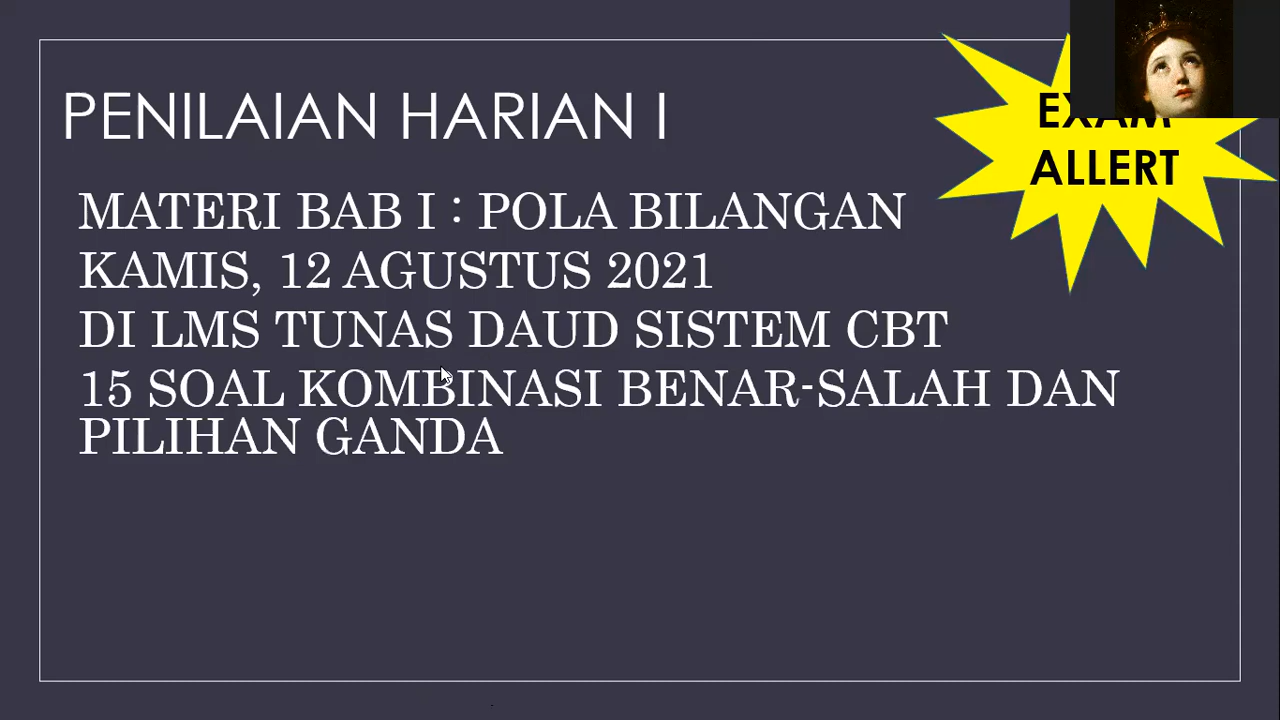 PENILAIAN HARIAN I
EXAM
ALLERT
MATERI BAB I : POLA BILANGAN
KAMIS, 12 AGUSTUS 2021
DI LMS TUNAS DAUD SISTEM CBT
15 SOAL KOMBINASI BENAR-SALAH DAN
PILIHAN GANDA